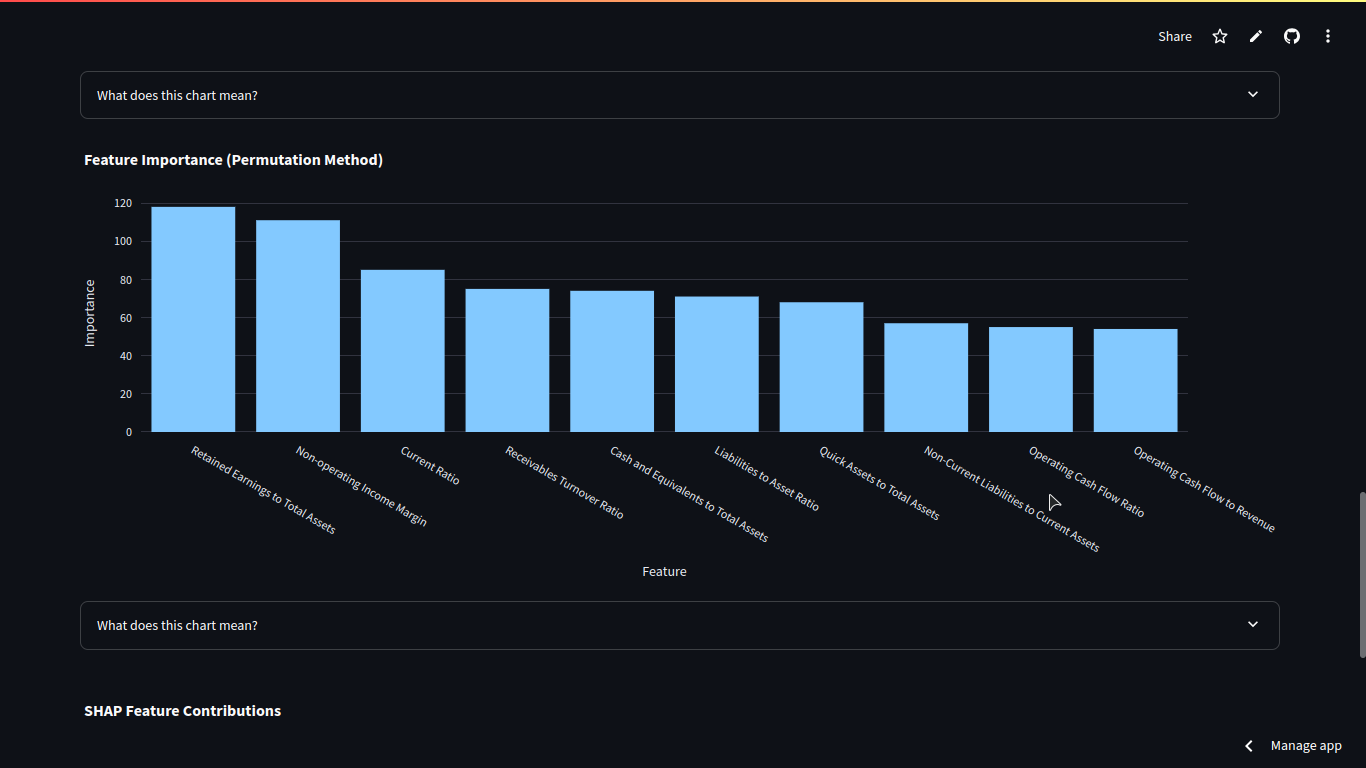 Share
What does this chart mean?
Feature Importance (Permutation Method)
120
100
80
60
40
20
0
Importance
Retained Earnings to Total Assets
Non-operating Income Margin
Current Ratio
Receivables Turnover Ratio
Cash and Equivalents to Total Assets
Liabilities to Asset Ratio
Quick Assets to Total Assets
Non-Current Liabilities to Current Assets
Operating Cash Flow Ratio
Operating Cash Flow to Revenue
Feature
What does this chart mean?
SHAP Feature Contributions
Manage app